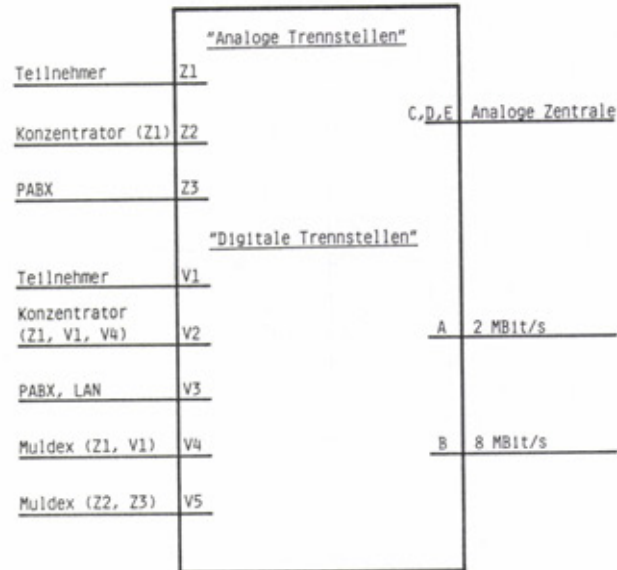 "Analoge Trennstellen"
Teilnehmer Z1
C,D,E Analoge Zentrale
Konzentrator (Z1) Z2
PABX Z3
"Digitale Trennstellen"
Teilnehmer V1
Konzentrator
(Z1, V1, V4) V2
A 2 MBit/s
PABX, LAN V3
Muldex (Z1, V1) V4
B 8 MBit/s
Muldex (Z2, Z3) V5